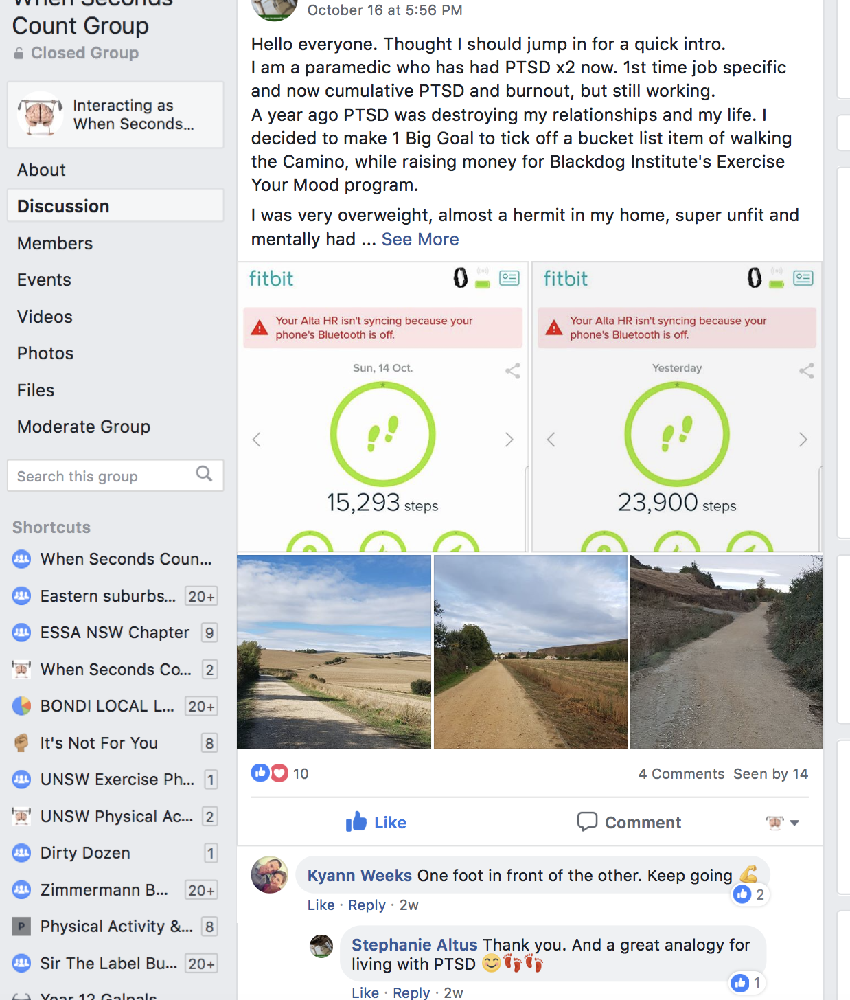 When Seconds
Count Group
Closed Group
Interacting as
When Seconds...
About
Discussion
Members
Events
Videos
Photos
Files
Moderate Group
Search this group
Shortcuts
When Seconds Coun...
Eastern suburbs... 20+
ESSA NSW Chapter 9
When Seconds Co... 2
BONDI LOCAL L... 20+
It's Not For You 8
UNSW Exercise Ph... 1
UNSW Physical Ac... 2
Dirty Dozen 1
Zimmermann B... 20+
P Physical Activity &... 8
Sir The Label Bu... 20+
Year 12 Galpals
October 16 at 5:56 PM
Hello everyone. Thought I should jump in for a quick intro.
I am a paramedic who has had PTSD x2 now. 1st time job specific
and now cumulative PTSD and burnout, but still working.
A year ago PTSD was destroying my relationships and my life. I
decided to make 1 Big Goal to tick off a bucket list item of walking
the Camino, while raising money for Blackdog Institute's Exercise
Your Mood program.
I was very overweight, almost a hermit in my home, super unfit and
mentally had ... See More
fitbit
Your Alta HR isn't syncing because your
phone's Bluetooth is off.
Sun, 14 Oct.
15,293 steps
fitbit
Your Alta HR isn't syncing because your
phone's Bluetooth is off.
Yesterday
23,900 steps
10
4 Comments Seen by 14
Like
Comment
Kyann Weeks One foot in front of the other. Keep going 💪
2
Like · Reply · 2w
Stephanie Altus Thank you. And a great analogy for
living with PTSD 😊👣👣
1
Like · Reply · 2w